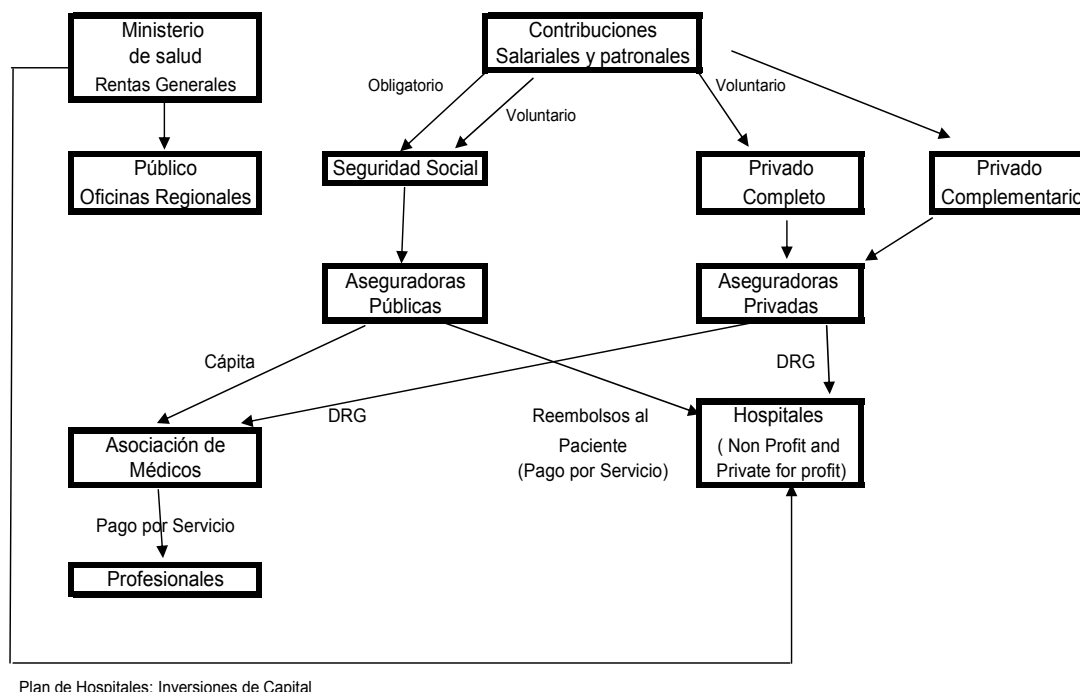 Ministerio
de salud
Rentas Generales
Contribuciones
Salariales y patronales
Obligatorio
Voluntario
Voluntario
Público
Oficinas Regionales
Seguridad Social
Privado
Completo
Privado
Complementario
Aseguradoras
Públicas
Aseguradoras
Privadas
Cápita
DRG
DRG
Reembolsos al
Paciente
(Pago por Servicio)
Hospitales
( Non Profit and
Private for profit)
Asociación de
Médicos
Pago por Servicio
Profesionales
Plan de Hospitales: Inversiones de Capital